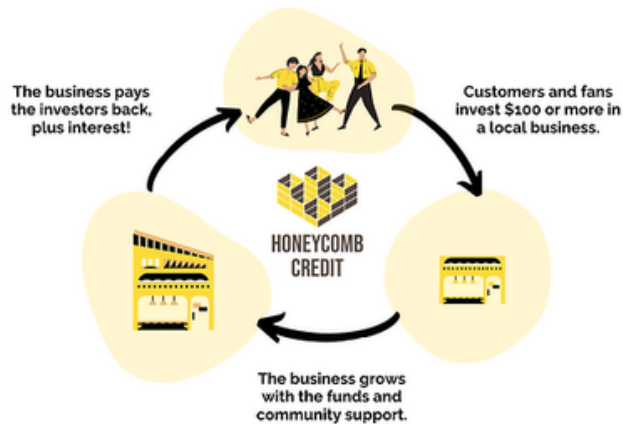 The business pays
the investors back,
plus interest!
Customers and fans
invest $100 or more in
a local business.
HONEYCOMB
CREDIT
The business grows
with the funds and
community support.